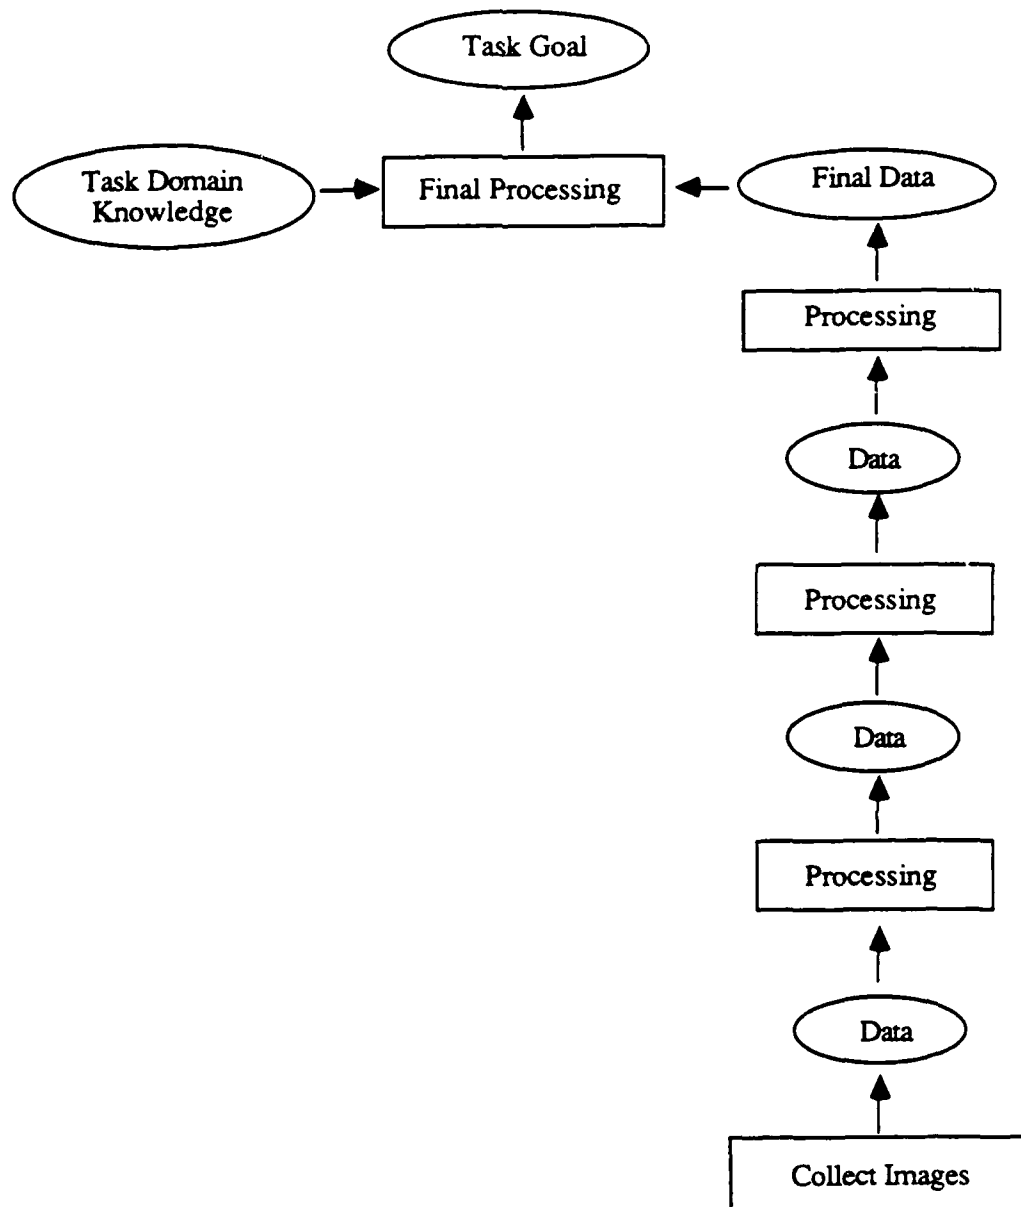 Task Goal
Task Domain
Knowledge
Final Processing
Final Data
Processing
Data
Processing
Data
Processing
Data
Collect Images